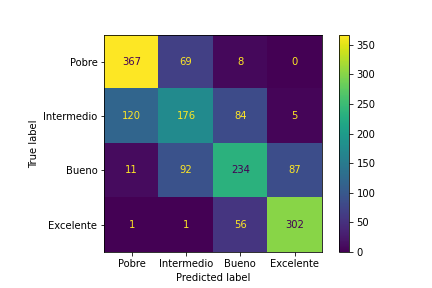 Pobre 367 69 8 0
Intermedio 120 176 84 5
Bueno 11 92 234 87
Excelente 1 1 56 302
Pobre Intermedio Bueno Excelente
Predicted label
True label
350
300
250
200
150
100
50
0